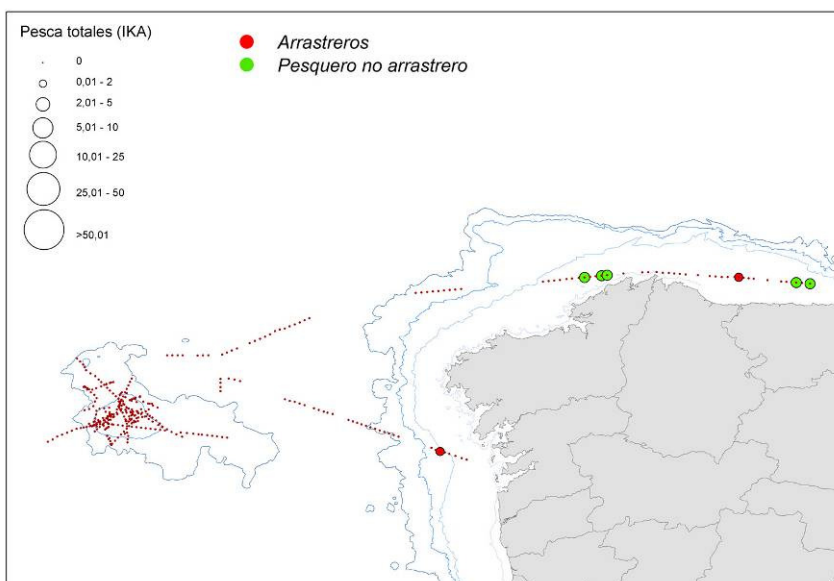 Pesca totales (IKA)
0
0,01 - 2
2,01 - 5
5,01 - 10
10,01 - 25
25,01 - 50
>50,01
Arrastreros
Pesquero no arrastrero